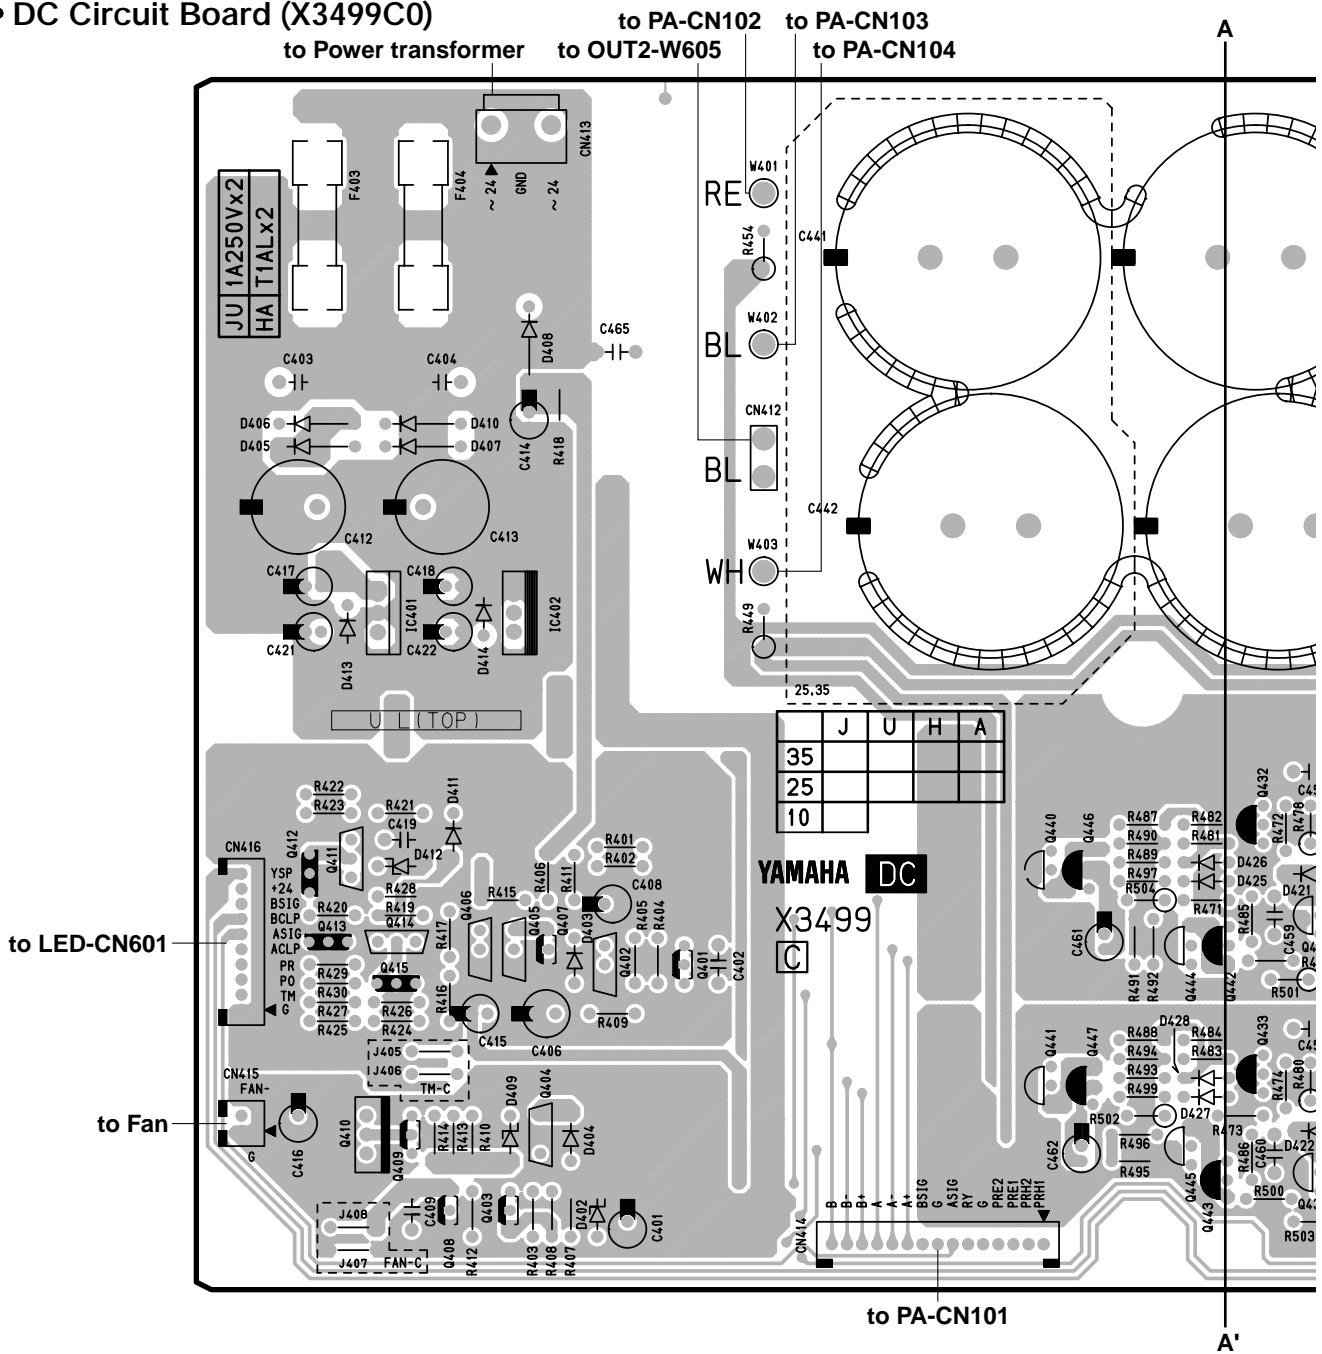 • DC Circuit Board (X3499C0)
to PA-CN102
to PA-CN103
to Power transformer
to OUT2-W605
to PA-CN104
A
CN413
F403
F404
~ 24
GND
~ 24
JU 1A250Vx2
HA T1ALx2
RE
W401
R454
C441
BL
W402
D408
C465
C403
C404
CN412
D406
D410
D405
D407
C414
R418
BL
C442
C412
C413
W403
WH
C417
C418
IC401
IC402
R449
C421
C422
D413
D414
25,35
U L (TOP)
J U H A
35
25
10
R422
R423
R421
D411
C419
Q412
Q411
D412
CN416
YSP
+24
BSIG
BCLP
ASIG
ACLP
PR
PO
TM
G
R428
R420
R419
Q413
Q414
R417
Q406
R415
Q405
R406
Q407
R411
D403
R401
R402
C408
R405
R404
Q402
Q401
C402
to LED-CN601
Q415
R429
R430
R427
R425
R426
R424
R416
C415
C406
R409
YAMAHA DC
X3499
C
Q440
Q446
R487
R490
R489
R497
R504
R482
R481
D426
D425
R471
Q432
R472
R478
D421
R485
C459
C461
R491
R492
Q444
Q442
R501
J405
J406
TM-C
CN415
FAN-
to Fan
G
C416
Q410
Q409
R414
R413
R410
D409
Q404
D404
Q441
Q447
R488
R494
R493
R499
D428
R484
R483
D427
Q433
R474
R480
R502
R473
D422
C462
R496
R495
Q445
Q443
R486
C460
R500
R503
J408
J407
FAN-C
C409
Q408
R412
Q403
R403
R408
R407
D402
C401
CN414
B-
B-
B+
A-
A-
A+
BSIG
G
ASIG
RY
G
PRE2
PRE1
PRH2
PRH1
to PA-CN101
A'